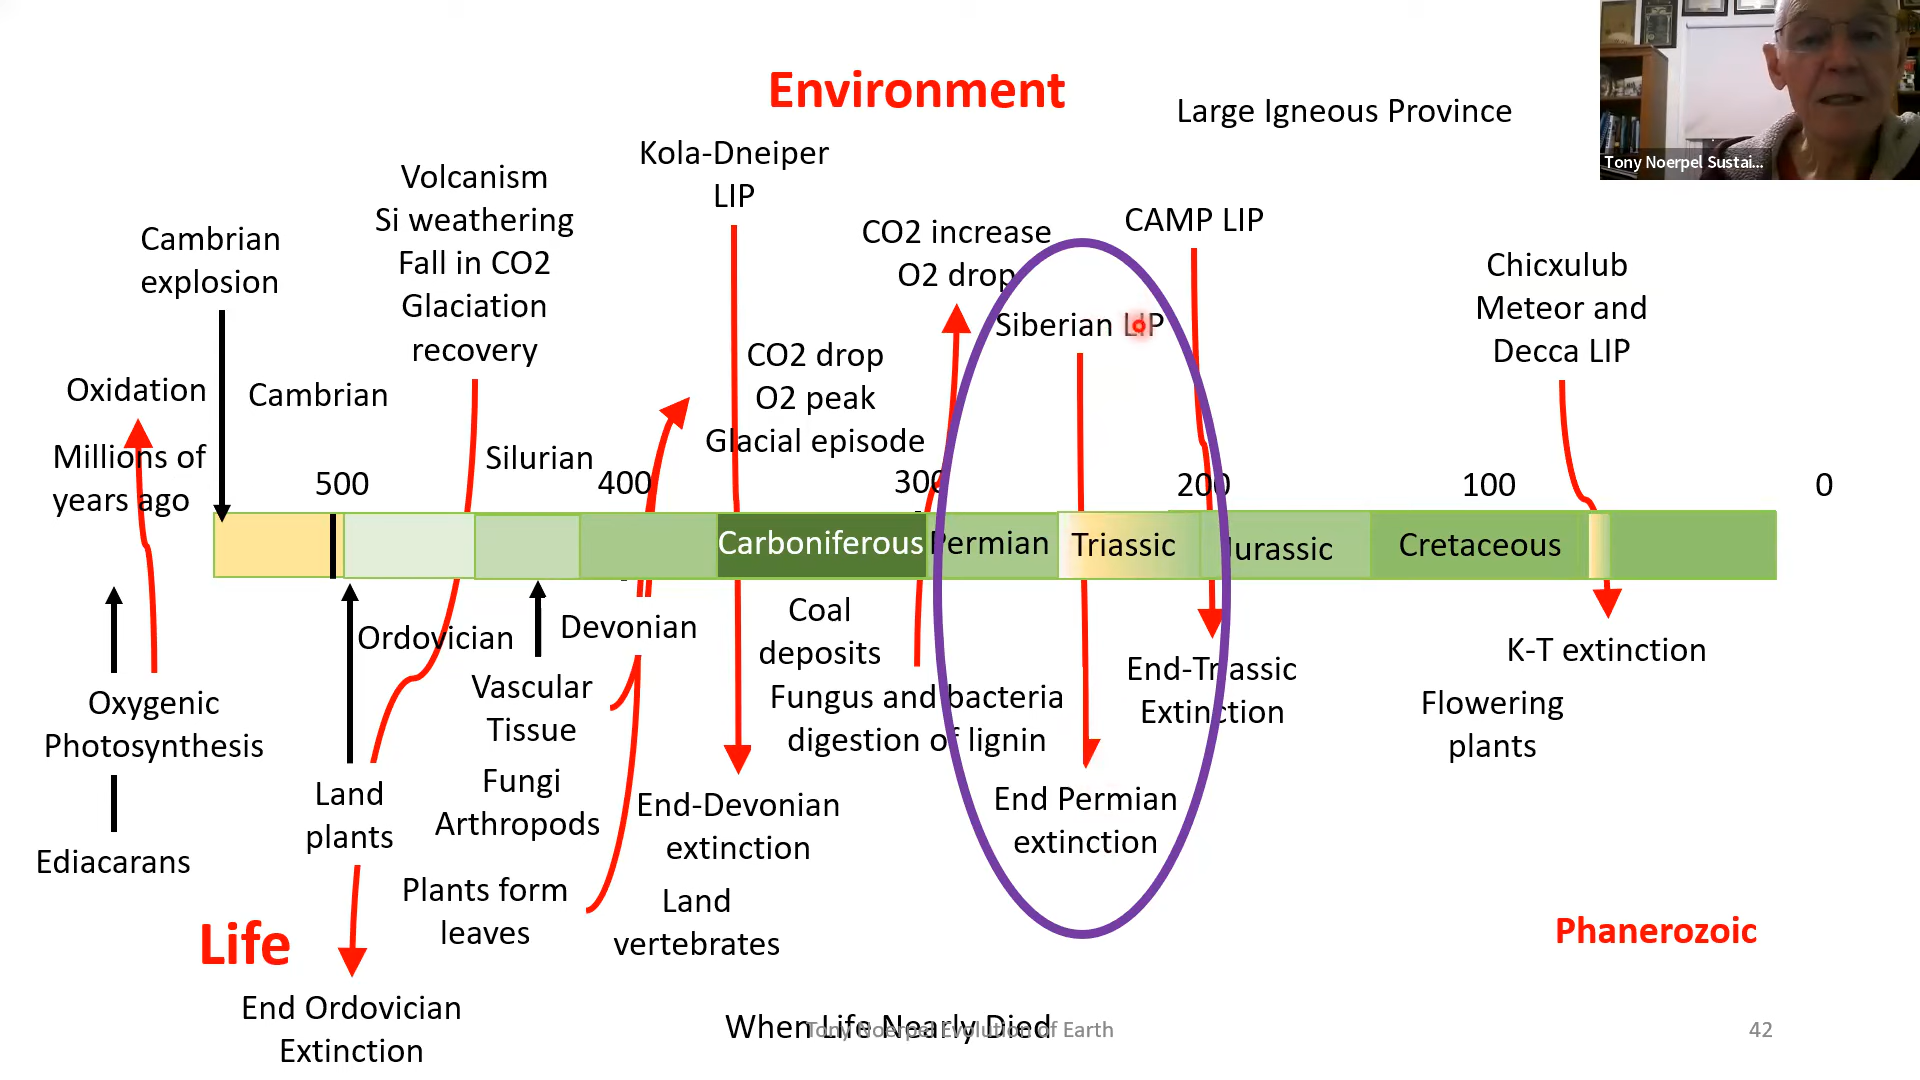 Environment
Large Igneous Province
Tony Noerpel Sustai...
Kola-Dneiper
LIP
Volcanism
Si weathering
Fall in CO2
Glaciation
recovery
Cambrian
explosion
CO2 increase
O2 drop
CAMP LIP
Chicxulub
Meteor and
Decca LIP
Siberian LIP
CO2 drop
O2 peak
Glacial episode
Oxidation
Cambrian
Millions of
years ago
Silurian
500
400
300
200
100
0
Carboniferous
Permian
Triassic
Jurassic
Cretaceous
Ordovician
Devonian
Coal
deposits
Fungus and bacteria
digestion of lignin
End-Triassic
Extinction
K-T extinction
Flowering
plants
Oxygenic
Photosynthesis
Vascular
Tissue
Land
plants
Fungi
Arthropods
End-Devonian
extinction
End Permian
extinction
Ediacarans
Plants form
leaves
Land
vertebrates
Life
Phanerozoic
End Ordovician
Extinction
When Life Nearly Died
Tony Noerpel Evolution of Earth
42